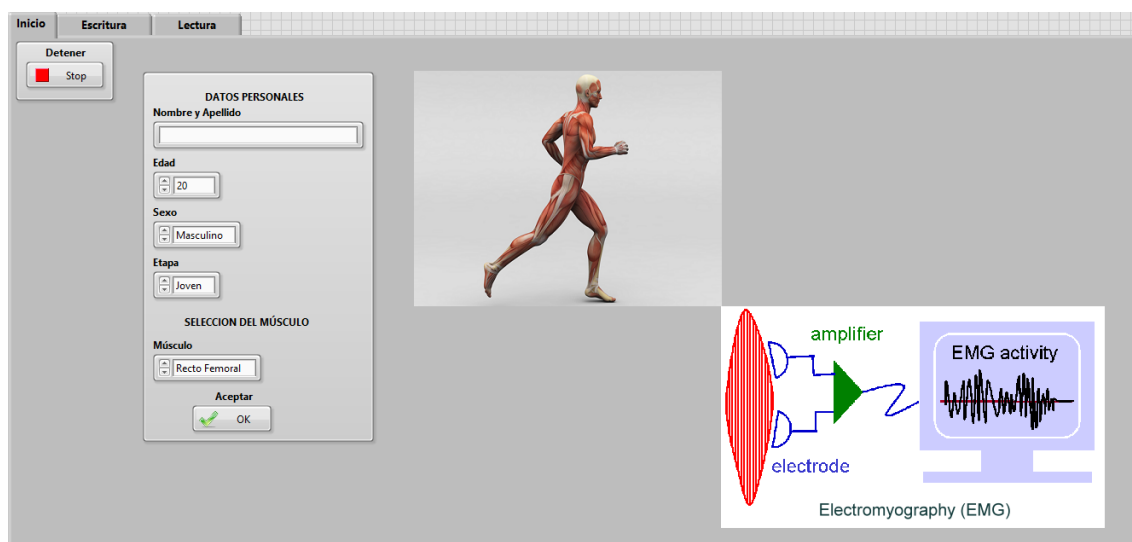 Inicio Escritura Lectura
Detener
Stop
DATOS PERSONALES
Nombre y Apellido
Edad
20
Sexo
Masculino
Etapa
Joven
SELECCION DEL MÚSCULO
Músculo
Recto Femoral
Aceptar
OK
amplifier
EMG activity
electrode
Electromyography (EMG)